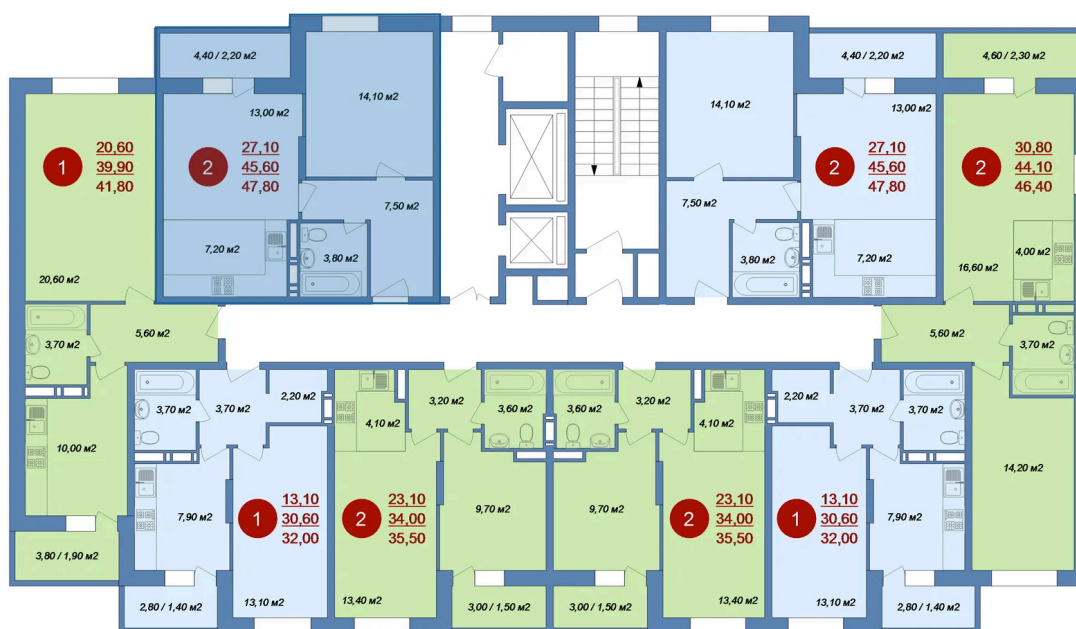 4,40 / 2,20 м2
14,10 м2
13,00 м2
2
27,10
45,60
47,80
7,50 м2
7,20 м2
3,80 м2
1
20,60
39,90
41,80
20,60 м2
5,60 м2
3,70 м2
10,00 м2
3,80 / 1,90 м2
14,10 м2
4,40 / 2,20 м2
13,00 м2
2
27,10
45,60
47,80
7,50 м2
3,80 м2
7,20 м2
4,60 / 2,30 м2
2
30,80
44,10
46,40
4,00 м2
16,60 м2
5,60 м2
3,70 м2
14,20 м2
3,70 м2
3,70 м2
2,20 м2
7,90 м2
1
13,10
30,60
32,00
13,10 м2
2,80 / 1,40 м2
4,10 м2
3,20 м2
3,60 м2
2
23,10
34,00
35,50
9,70 м2
13,40 м2
3,00 / 1,50 м2
3,60 м2
3,20 м2
4,10 м2
9,70 м2
2
23,10
34,00
35,50
3,00 / 1,50 м2
13,40 м2
2,20 м2
3,70 м2
3,70 м2
1
13,10
30,60
32,00
7,90 м2
13,10 м2
2,80 / 1,40 м2